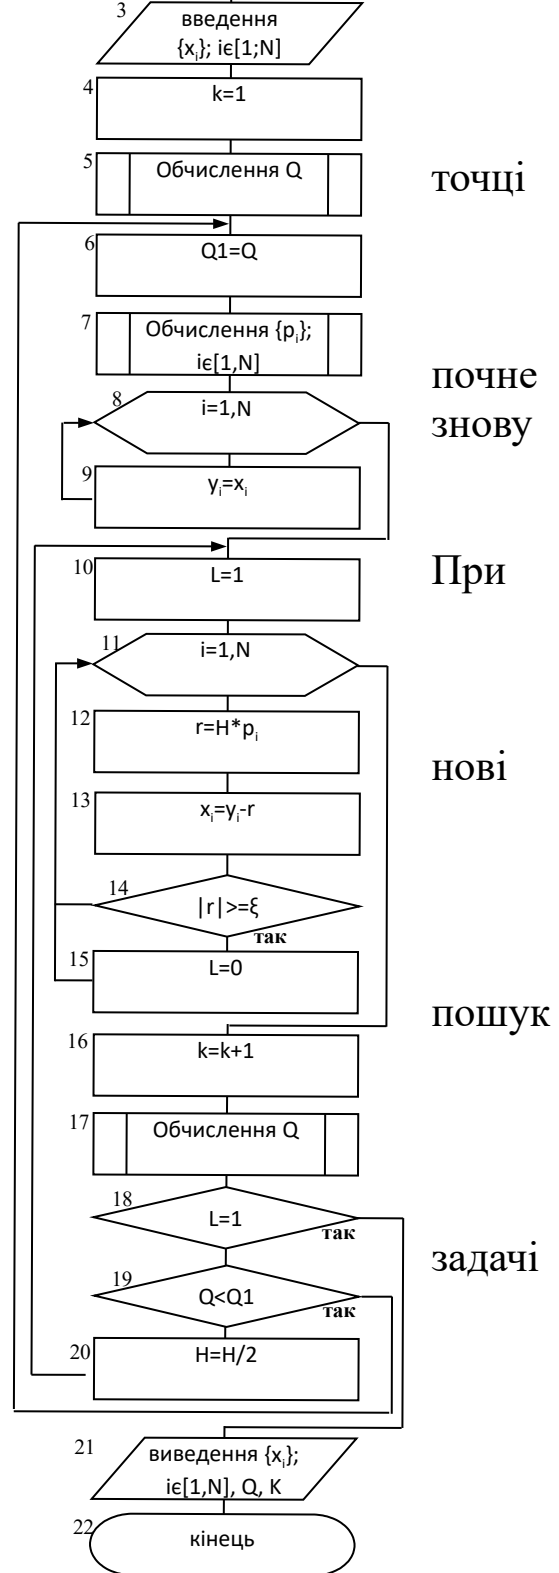 3
введення
{xᵢ}; iє[1;N]
4
k=1
5
Обчислення Q
точці
6
Q1=Q
7
Обчислення {pᵢ};
iє[1,N]
почне
8
i=1,N
знову
9
yᵢ=xᵢ
10
L=1
При
11
i=1,N
12
r=H*pᵢ
нові
13
xᵢ=yᵢ-r
14
|r|>=ξ
так
15
L=0
пошук
16
k=k+1
17
Обчислення Q
18
L=1
так
задачі
19
Q<Q1
так
20
H=H/2
21
виведення {xᵢ};
iє[1,N], Q, K
22
кінець